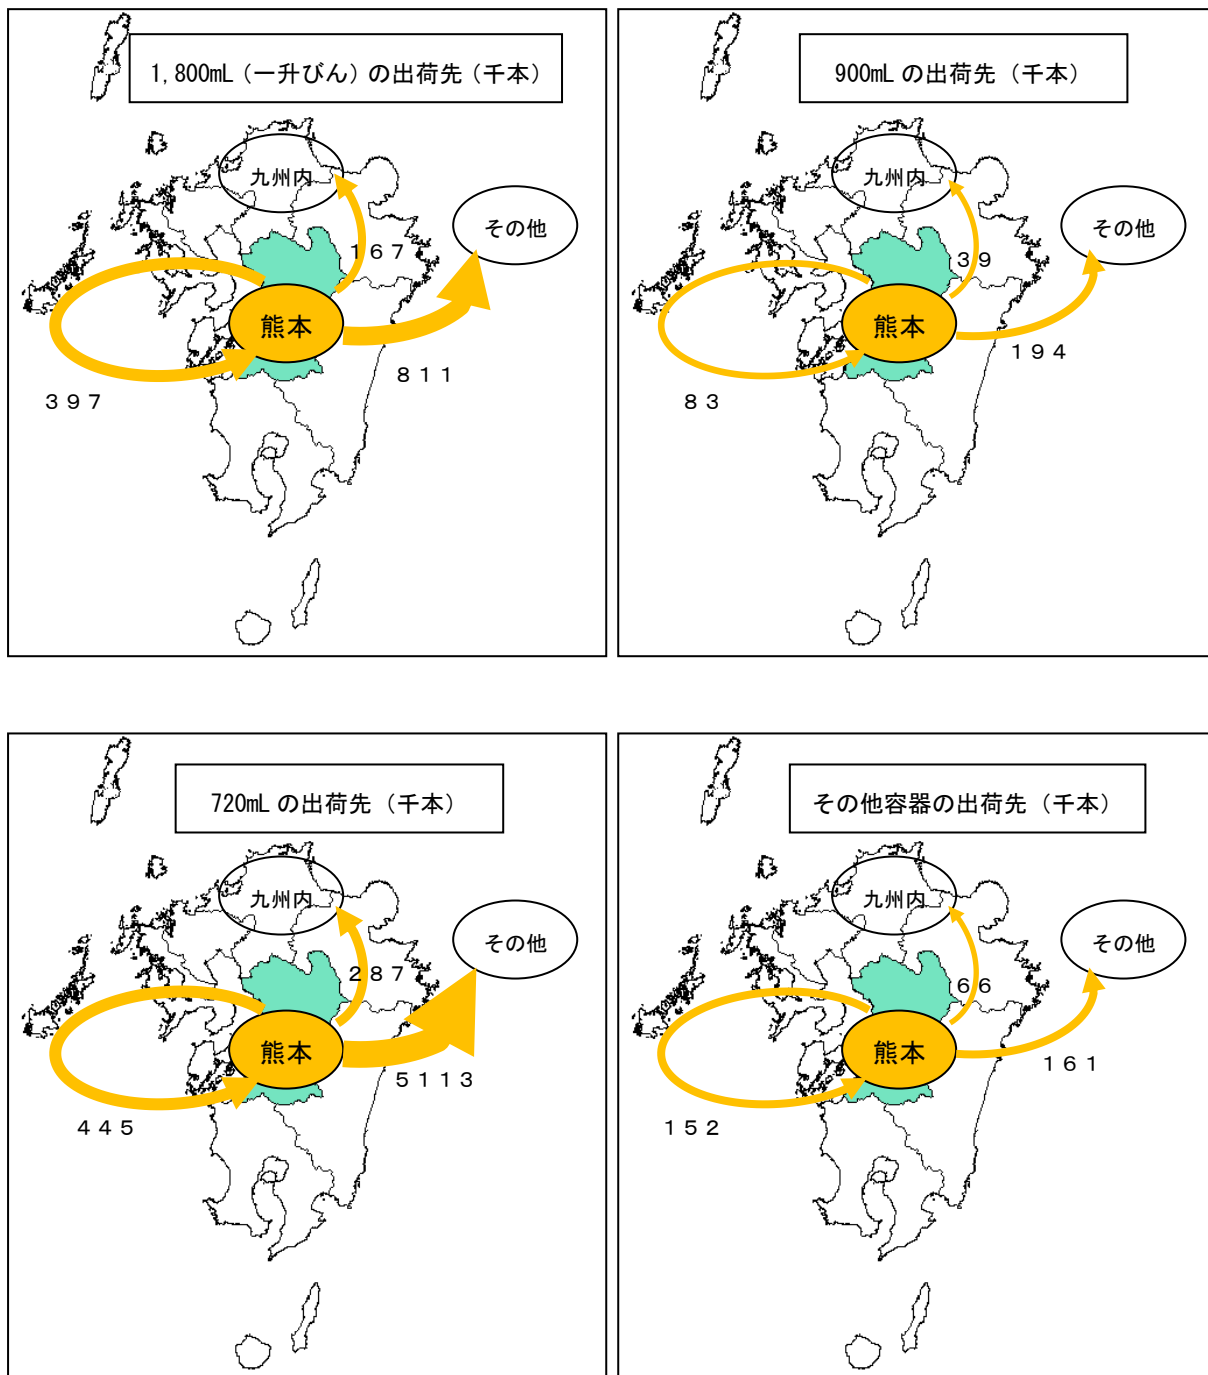 1,800mL（一升びん）の出荷先（千本）
九州内
その他
１６７
熊本
８１１
３９７
900mL の出荷先（千本）
九州内
その他
３９
熊本
１９４
８３
720mL の出荷先（千本）
九州内
その他
２８７
熊本
５１１３
４４５
その他容器の出荷先（千本）
九州内
その他
６６
熊本
１６１
１５２